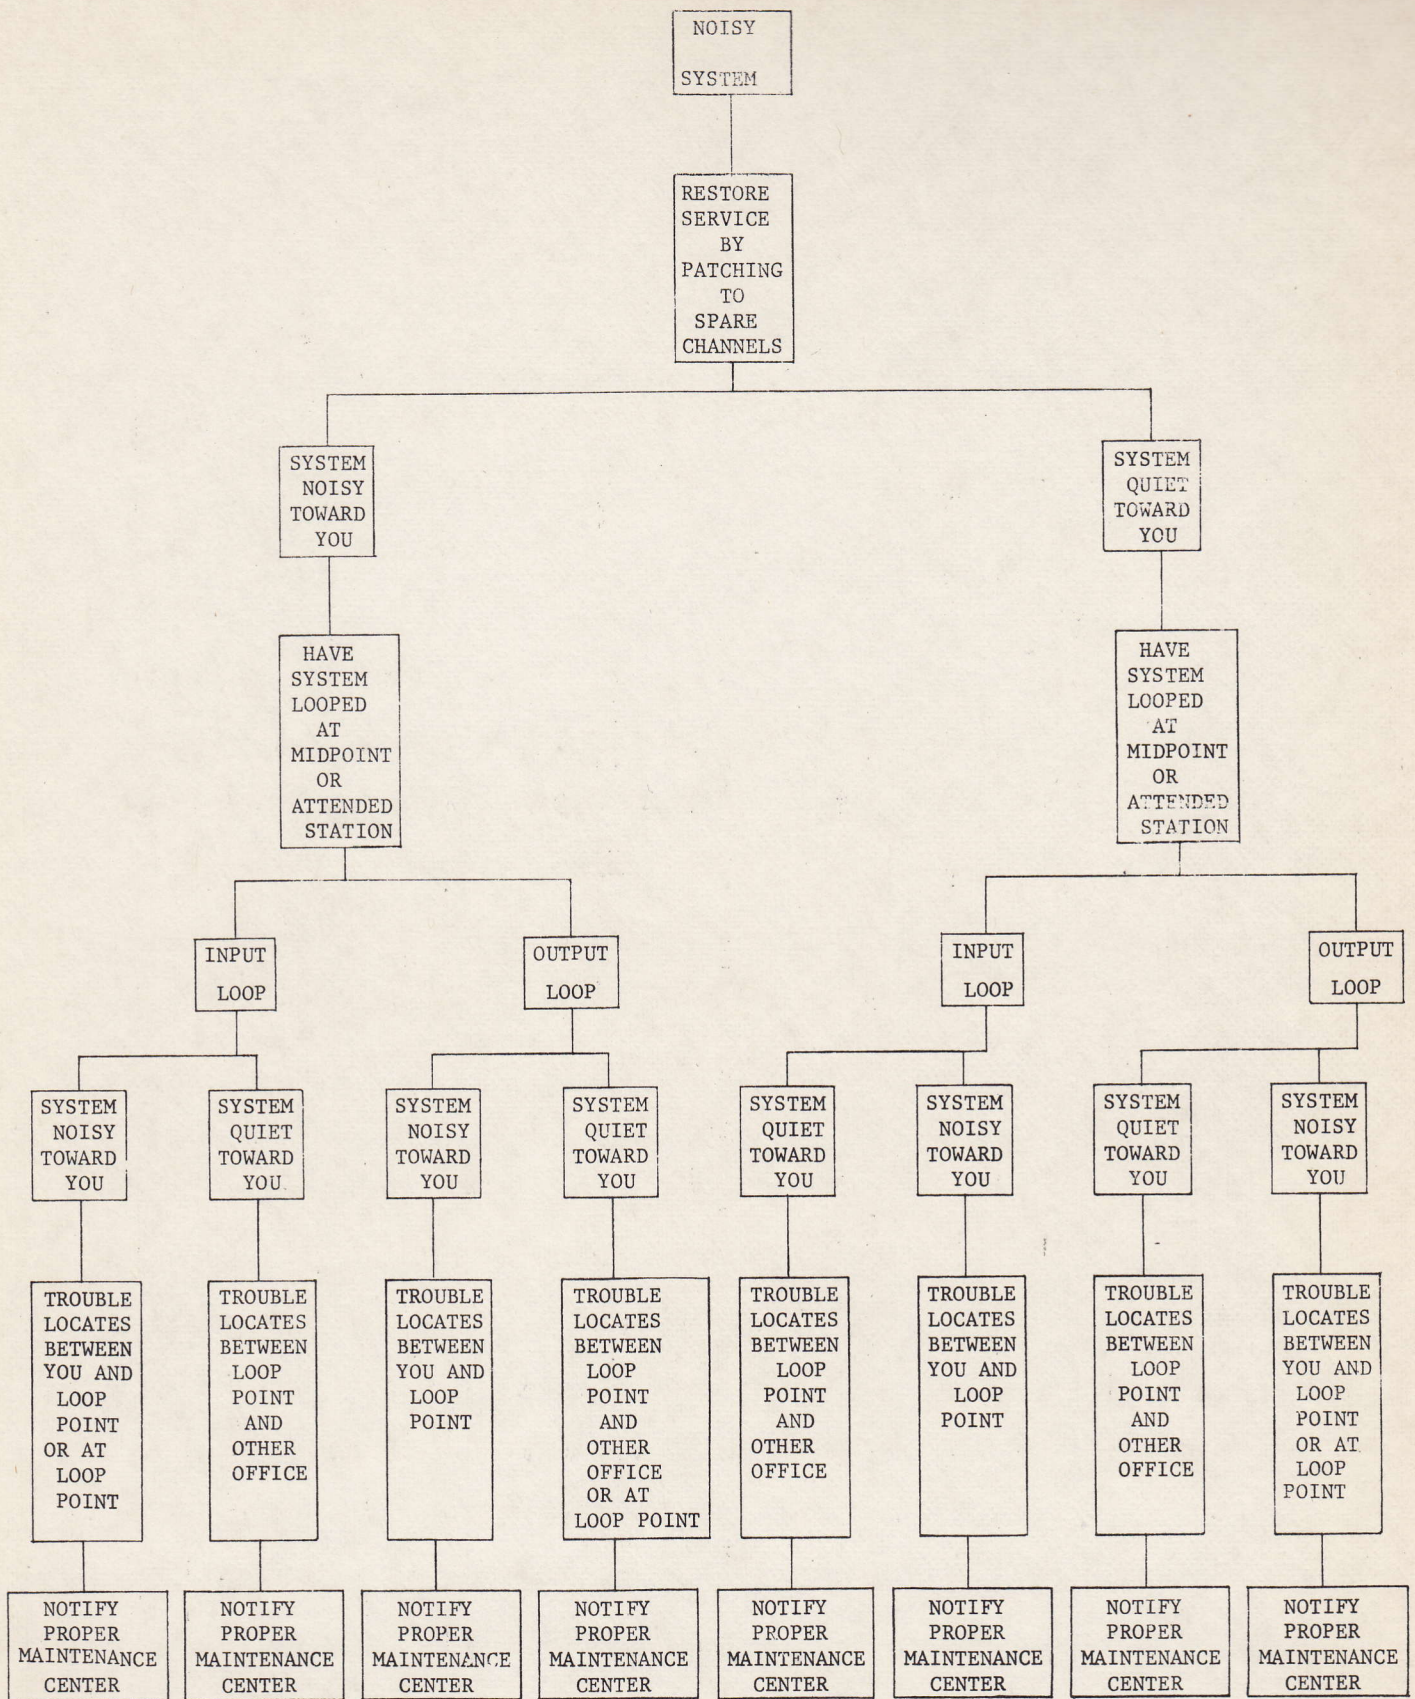 NOISY
SYSTEM
RESTORE
SERVICE
BY
PATCHING
TO
SPARE
CHANNELS
SYSTEM
NOISY
TOWARD
YOU
SYSTEM
QUIET
TOWARD
YOU
HAVE
SYSTEM
LOOPED
AT
MIDPOINT
OR
ATTENDED
STATION
HAVE
SYSTEM
LOOPED
AT
MIDPOINT
OR
ATTENDED
STATION
INPUT
LOOP
OUTPUT
LOOP
INPUT
LOOP
OUTPUT
LOOP
SYSTEM
NOISY
TOWARD
YOU
SYSTEM
QUIET
TOWARD
YOU
SYSTEM
NOISY
TOWARD
YOU
SYSTEM
QUIET
TOWARD
YOU
SYSTEM
QUIET
TOWARD
YOU
SYSTEM
NOISY
TOWARD
YOU
SYSTEM
QUIET
TOWARD
YOU
SYSTEM
NOISY
TOWARD
YOU
TROUBLE
LOCATES
BETWEEN
YOU AND
LOOP
POINT
OR AT
LOOP
POINT
TROUBLE
LOCATES
BETWEEN
LOOP
POINT
AND
OTHER
OFFICE
TROUBLE
LOCATES
BETWEEN
YOU AND
LOOP
POINT
TROUBLE
LOCATES
BETWEEN
LOOP
POINT
AND
OTHER
OFFICE
OR AT
LOOP POINT
TROUBLE
LOCATES
BETWEEN
LOOP
POINT
AND
OTHER
OFFICE
TROUBLE
LOCATES
BETWEEN
YOU AND
LOOP
POINT
TROUBLE
LOCATES
BETWEEN
LOOP
POINT
AND
OTHER
OFFICE
TROUBLE
LOCATES
BETWEEN
YOU AND
LOOP
POINT
OR AT
LOOP
POINT
NOTIFY
PROPER
MAINTENANCE
CENTER
NOTIFY
PROPER
MAINTENANCE
CENTER
NOTIFY
PROPER
MAINTENANCE
CENTER
NOTIFY
PROPER
MAINTENANCE
CENTER
NOTIFY
PROPER
MAINTENANCE
CENTER
NOTIFY
PROPER
MAINTENANCE
CENTER
NOTIFY
PROPER
MAINTENANCE
CENTER
NOTIFY
PROPER
MAINTENANCE
CENTER